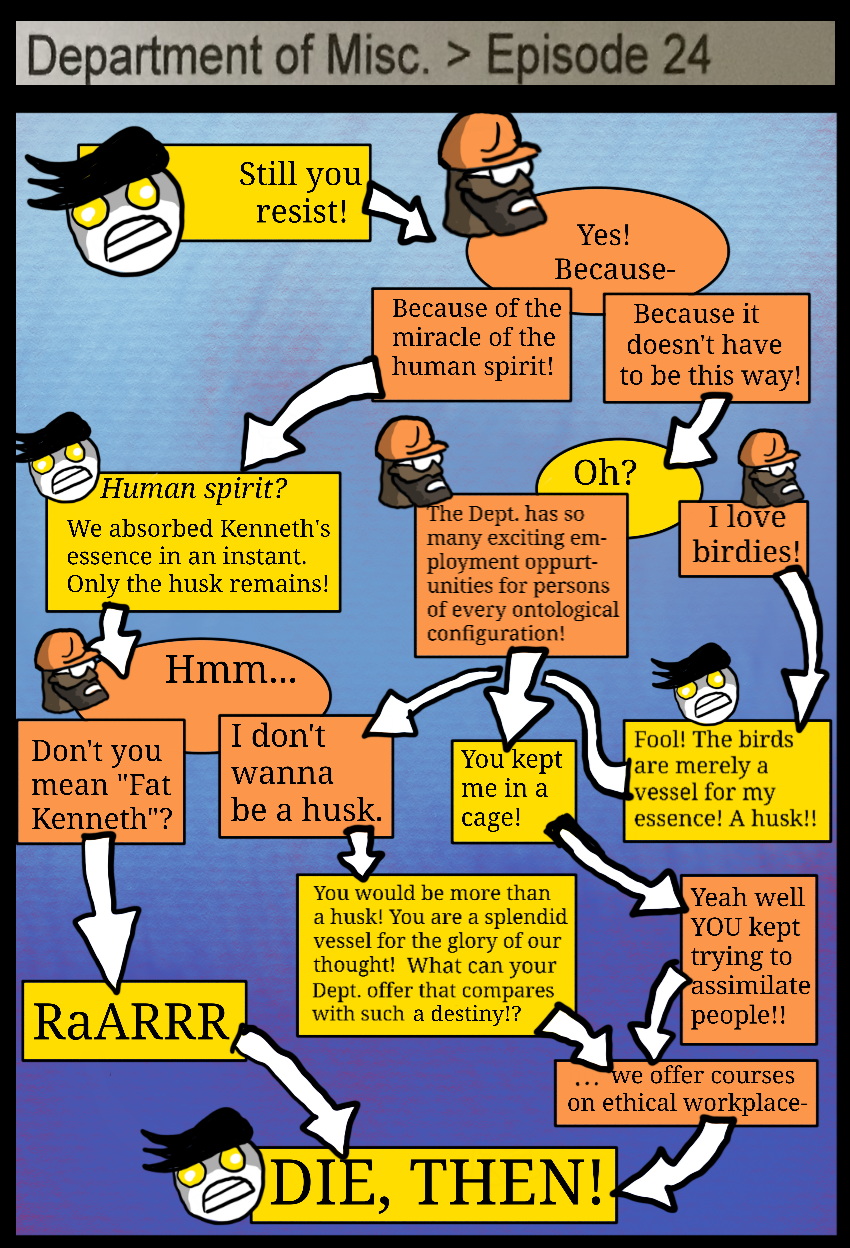 Department of Misc. > Episode 24
Still you
resist!
Yes!
Because-
Because of the
miracle of the
human spirit!
Because it
doesn't have
to be this way!
Human spirit?
We absorbed Kenneth's
essence in an instant.
Only the husk remains!
Oh?
The Dept. has so
many exciting em-
ployment oppurt-
unities for persons
of every ontological
configuration!
I love
birdies!
Hmm...
Don't you
mean "Fat
Kenneth"?
I don't
wanna
be a husk.
You kept
me in a
cage!
Fool! The birds
are merely a
vessel for my
essence! A husk!!
You would be more than
a husk! You are a splendid
vessel for the glory of our
thought! What can your
Dept. offer that compares
with such a destiny!?
Yeah well
YOU kept
trying to
assimilate
people!!
RaARRR
... we offer courses
on ethical workplace-
DIE, THEN!